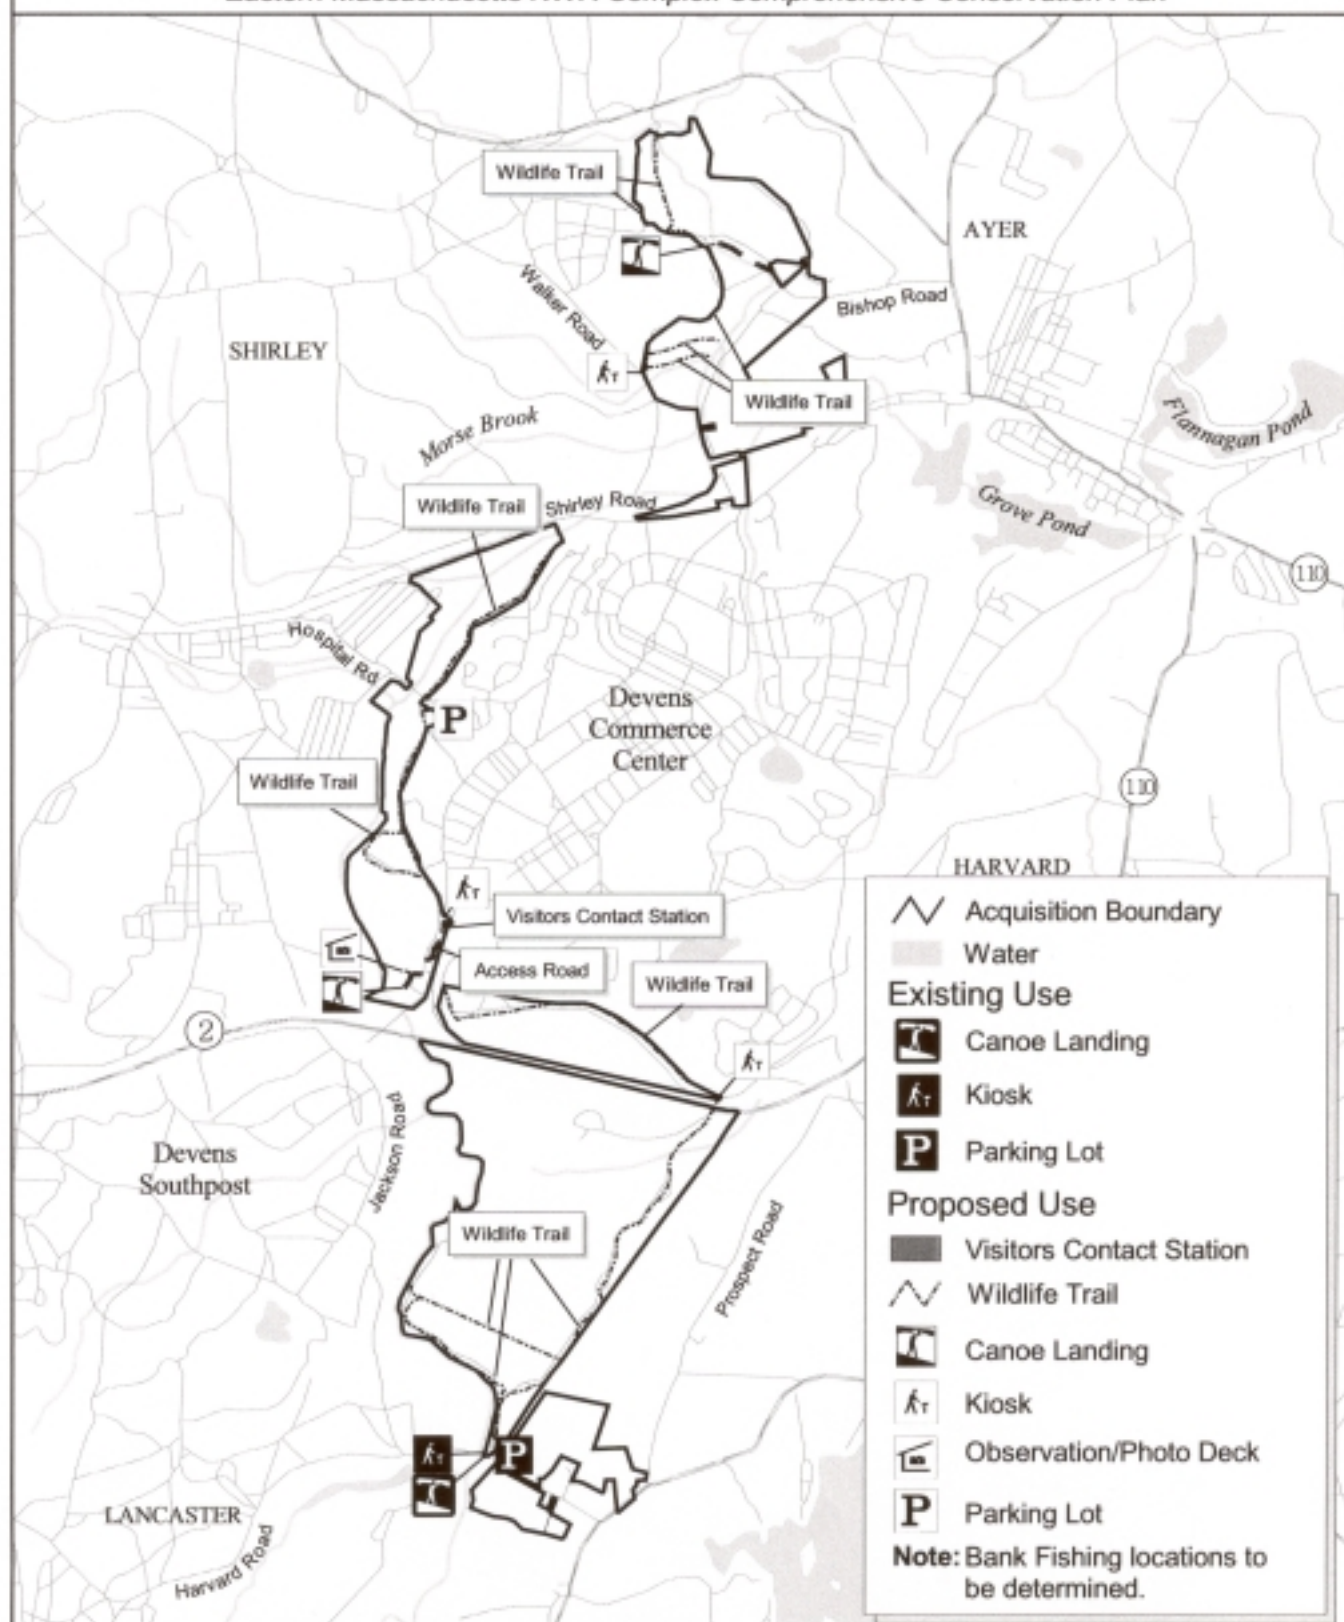 Wildlife Trail
AYER
Walker Road
Bishop Road
SHIRLEY
Wildlife Trail
Morse Brook
Flannagan Pond
Wildlife Trail
Shirley Road
Grove Pond
110
Hospital Rd
Devens
Commerce
Center
P
Wildlife Trail
110
HARVARD
Visitors Contact Station
Access Road
Wildlife Trail
2
Devens
Southpost
Jackson Road
Wildlife Trail
Prospect Road
P
LANCASTER
Harvard Road
Acquisition Boundary
Water
Existing Use
Canoe Landing
Kiosk
P Parking Lot
Proposed Use
Visitors Contact Station
Wildlife Trail
Canoe Landing
Kiosk
Observation/Photo Deck
P Parking Lot
Note: Bank Fishing locations to
be determined.